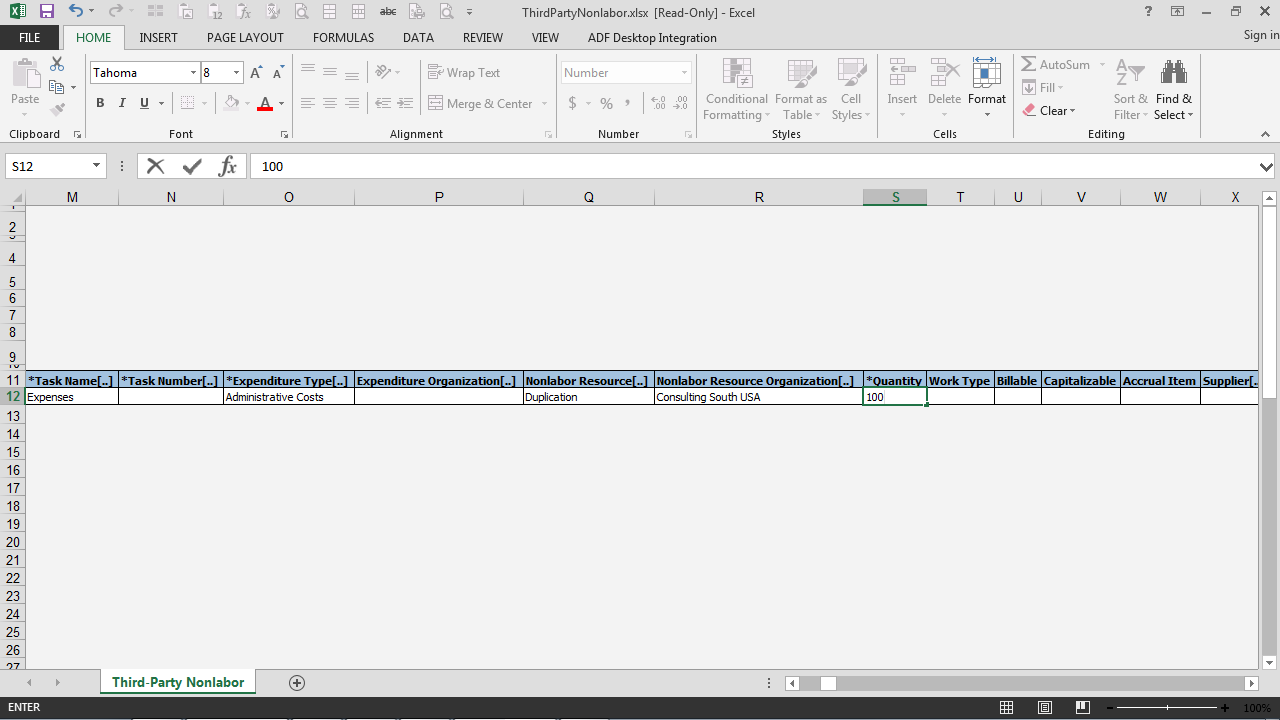 ThirdPartyNonlabor.xlsx [Read-Only] - Excel
FILE HOME INSERT PAGE LAYOUT FORMULAS DATA REVIEW VIEW ADF Desktop Integration Sign in
Tahoma 8 Wrap Text Number AutoSum
Fill
Paste B I U Merge & Center $ % Conditional Formatting Format as Table Cell Styles Insert Delete Format Clear Sort & Filter Find & Select
Clipboard Font Alignment Number Styles Cells Editing
S12 fx 100
M N O P Q R S T U V W X
2
4
5
6
7
8
9
11 *Task Name[..] *Task Number[..] *Expenditure Type[..] Expenditure Organization[..] Nonlabor Resource[..] Nonlabor Resource Organization[..] *Quantity Work Type Billable Capitalizable Accrual Item Supplier[..
12 Expenses Administrative Costs Duplication Consulting South USA 100
13
14
15
16
17
18
19
20
21
22
23
24
25
26
27
Third-Party Nonlabor
ENTER 100%